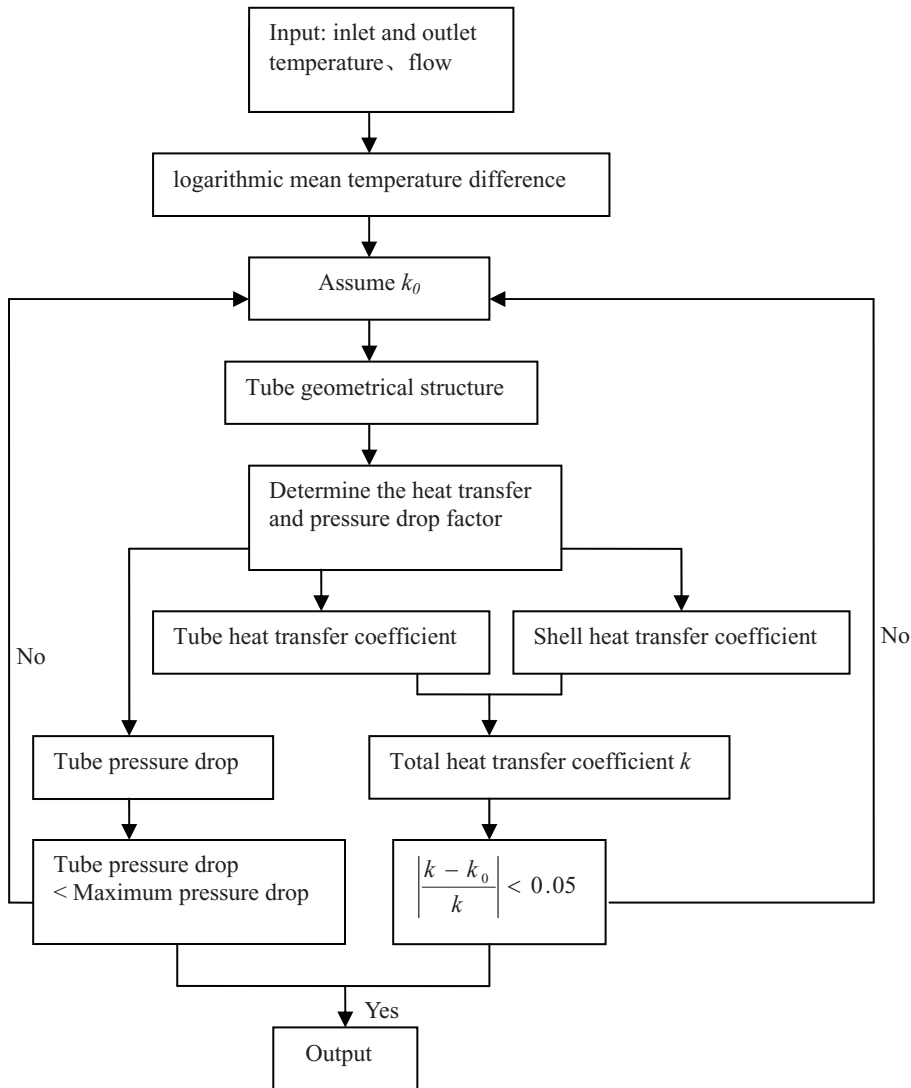 Input: inlet and outlet
temperature、flow
logarithmic mean temperature difference
Assume k₀
Tube geometrical structure
Determine the heat transfer
and pressure drop factor
Tube heat transfer coefficient
Shell heat transfer coefficient
No
No
Tube pressure drop
Total heat transfer coefficient k
Tube pressure drop
< Maximum pressure drop
|(k − k₀)/k| < 0.05
Yes
Output